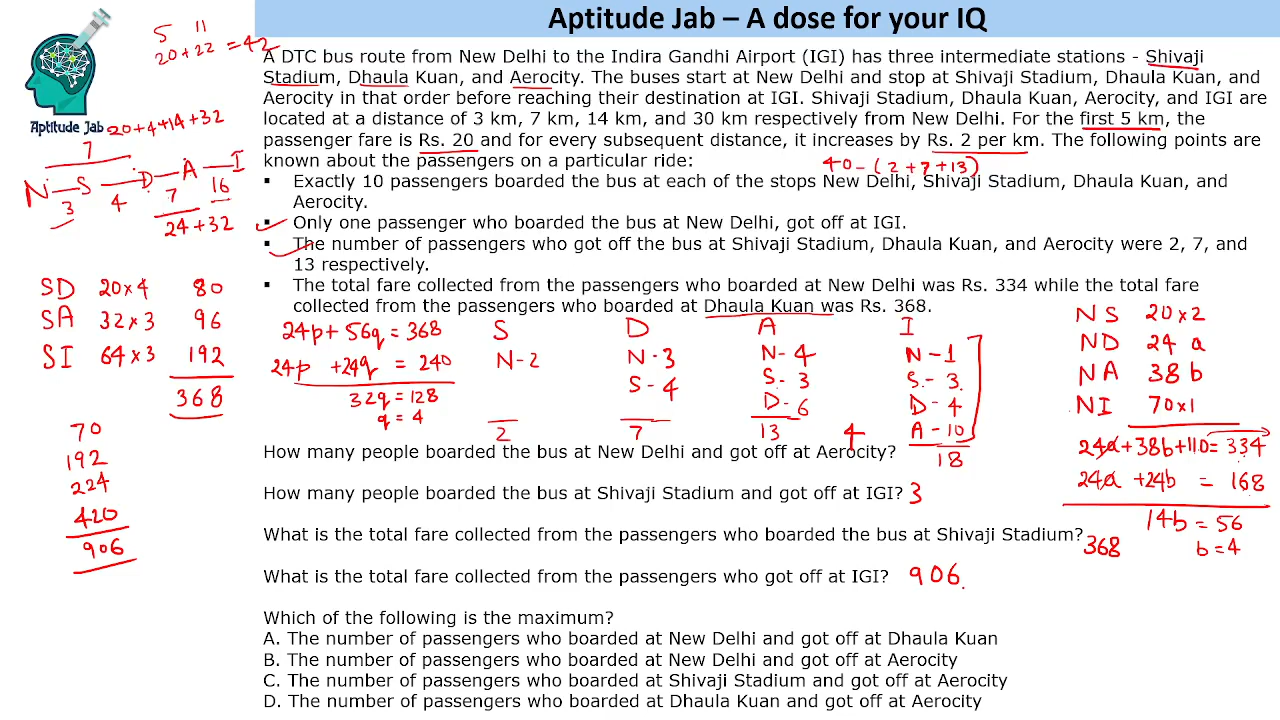 Aptitude Jab – A dose for your IQ
5 11
20+22 = 42
Aptitude Jab
A DTC bus route from New Delhi to the Indira Gandhi Airport (IGI) has three intermediate stations - Shivaji
Stadium, Dhaula Kuan, and Aerocity. The buses start at New Delhi and stop at Shivaji Stadium, Dhaula Kuan, and
Aerocity in that order before reaching their destination at IGI. Shivaji Stadium, Dhaula Kuan, Aerocity, and IGI are
located at a distance of 3 km, 7 km, 14 km, and 30 km respectively from New Delhi. For the first 5 km, the
passenger fare is Rs. 20 and for every subsequent distance, it increases by Rs. 2 per km. The following points are
known about the passengers on a particular ride:
40 - (2+7+13)
▪ Exactly 10 passengers boarded the bus at each of the stops New Delhi, Shivaji Stadium, Dhaula Kuan, and
Aerocity.
▪ Only one passenger who boarded the bus at New Delhi, got off at IGI.
▪ The number of passengers who got off the bus at Shivaji Stadium, Dhaula Kuan, and Aerocity were 2, 7, and
13 respectively.
▪ The total fare collected from the passengers who boarded at New Delhi was Rs. 334 while the total fare
collected from the passengers who boarded at Dhaula Kuan was Rs. 368.
20+4+14+32
7
N—S—D—A—I
3 4 7 16
24+32
SD 20×4 80
SA 32×3 96
SI 64×3 192
368
70
192
224
420
906
24p+56q = 368
24p +24q = 240
32q = 128
q = 4
S D A I
N-2 N-3 N-4 N-1
S-4 S-3 S-3
D-6 D-4
A-10
2 7 13 18
NS 20×2
ND 24 a
NA 38 b
NI 70×1
24a+38b+110=334
24a +24b = 168
14b = 56
b = 4
How many people boarded the bus at New Delhi and got off at Aerocity? 4
How many people boarded the bus at Shivaji Stadium and got off at IGI? 3
What is the total fare collected from the passengers who boarded the bus at Shivaji Stadium? 368
What is the total fare collected from the passengers who got off at IGI? 906
Which of the following is the maximum?
A. The number of passengers who boarded at New Delhi and got off at Dhaula Kuan
B. The number of passengers who boarded at New Delhi and got off at Aerocity
C. The number of passengers who boarded at Shivaji Stadium and got off at Aerocity
D. The number of passengers who boarded at Dhaula Kuan and got off at Aerocity